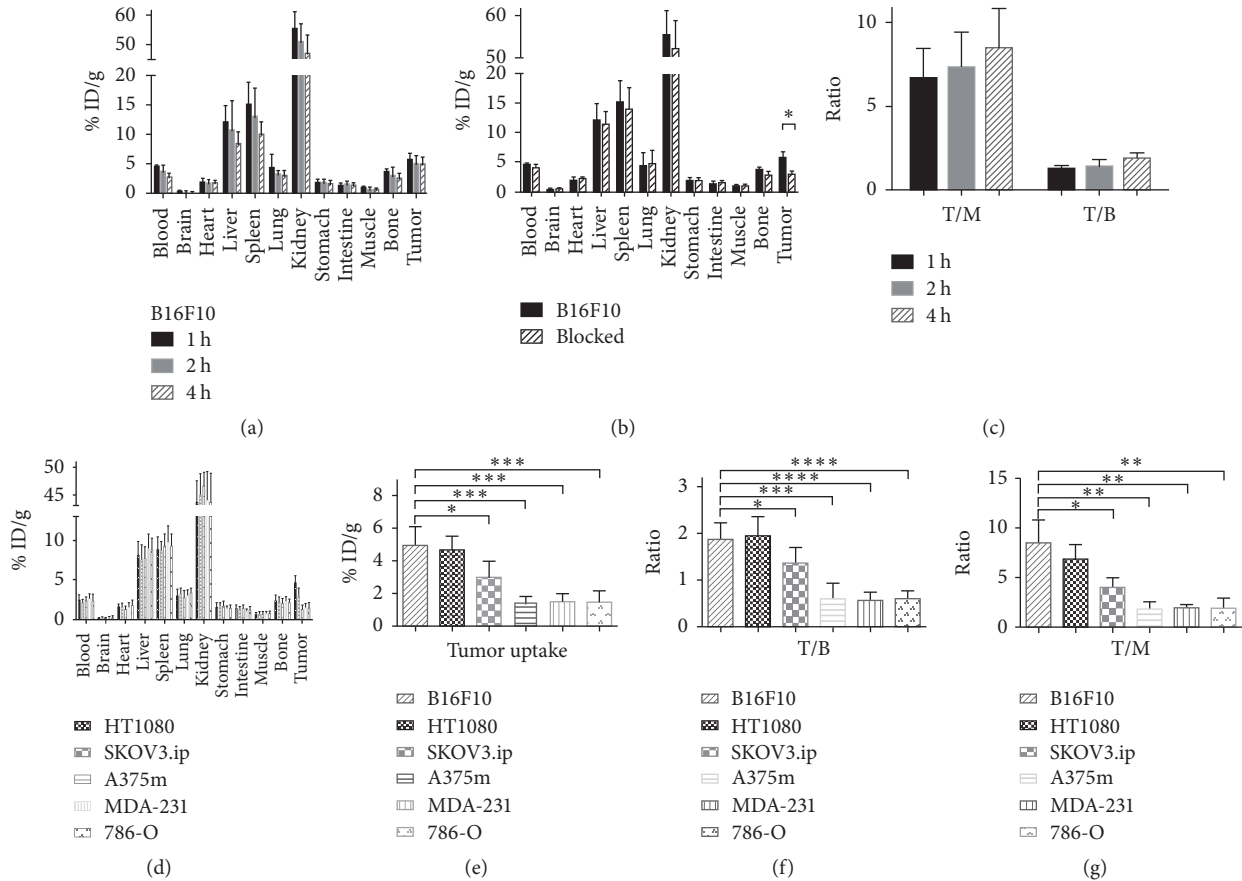 60
50
20
15
10
5
0
% ID/g
Blood
Brain
Heart
Liver
Spleen
Lung
Kidney
Stomach
Intestine
Muscle
Bone
Tumor
B16F10
1 h
2 h
4 h
(a)
60
50
20
15
10
5
0
% ID/g
*
Blood
Brain
Heart
Liver
Spleen
Lung
Kidney
Stomach
Intestine
Muscle
Bone
Tumor
B16F10
Blocked
(b)
10
5
0
Ratio
T/M
T/B
1 h
2 h
4 h
(c)
50
45
10
5
0
% ID/g
Blood
Brain
Heart
Liver
Spleen
Lung
Kidney
Stomach
Intestine
Muscle
Bone
Tumor
HT1080
SKOV3.ip
A375m
MDA-231
786-O
(d)
8
6
4
2
0
% ID/g
***
***
***
*
Tumor uptake
B16F10
HT1080
SKOV3.ip
A375m
MDA-231
786-O
(e)
3
2
1
0
Ratio
****
****
***
*
T/B
B16F10
HT1080
SKOV3.ip
A375m
MDA-231
786-O
(f)
15
10
5
0
Ratio
**
**
**
*
T/M
B16F10
HT1080
SKOV3.ip
A375m
MDA-231
786-O
(g)